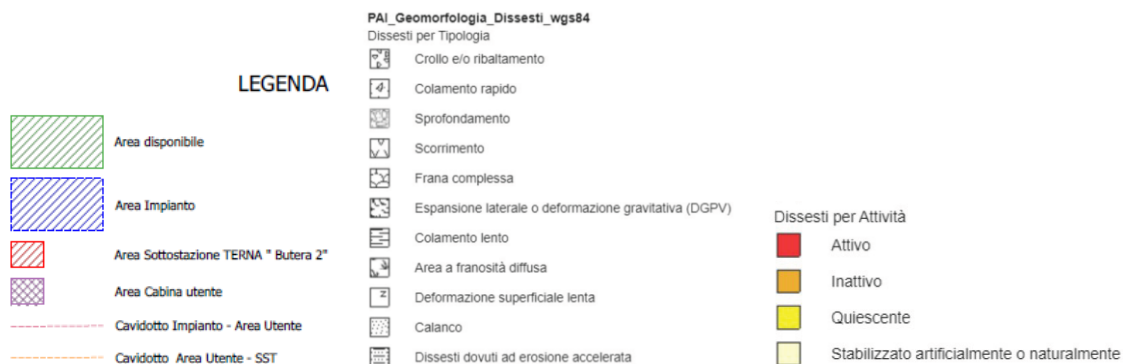 LEGENDA
Area disponibile
Area Impianto
Area Sottostazione TERNA " Butera 2"
Area Cabina utente
Cavidotto Impianto - Area Utente
Cavidotto Area Utente - SST
PAI_Geomorfologia_Dissesti_wgs84
Dissesti per Tipologia
Crollo e/o ribaltamento
Colamento rapido
Sprofondamento
Scorrimento
Frana complessa
Espansione laterale o deformazione gravitativa (DGPV)
Colamento lento
Area a franosità diffusa
Deformazione superficiale lenta
Calanco
Dissesti dovuti ad erosione accelerata
Dissesti per Attività
Attivo
Inattivo
Quiescente
Stabilizzato artificialmente o naturalmente